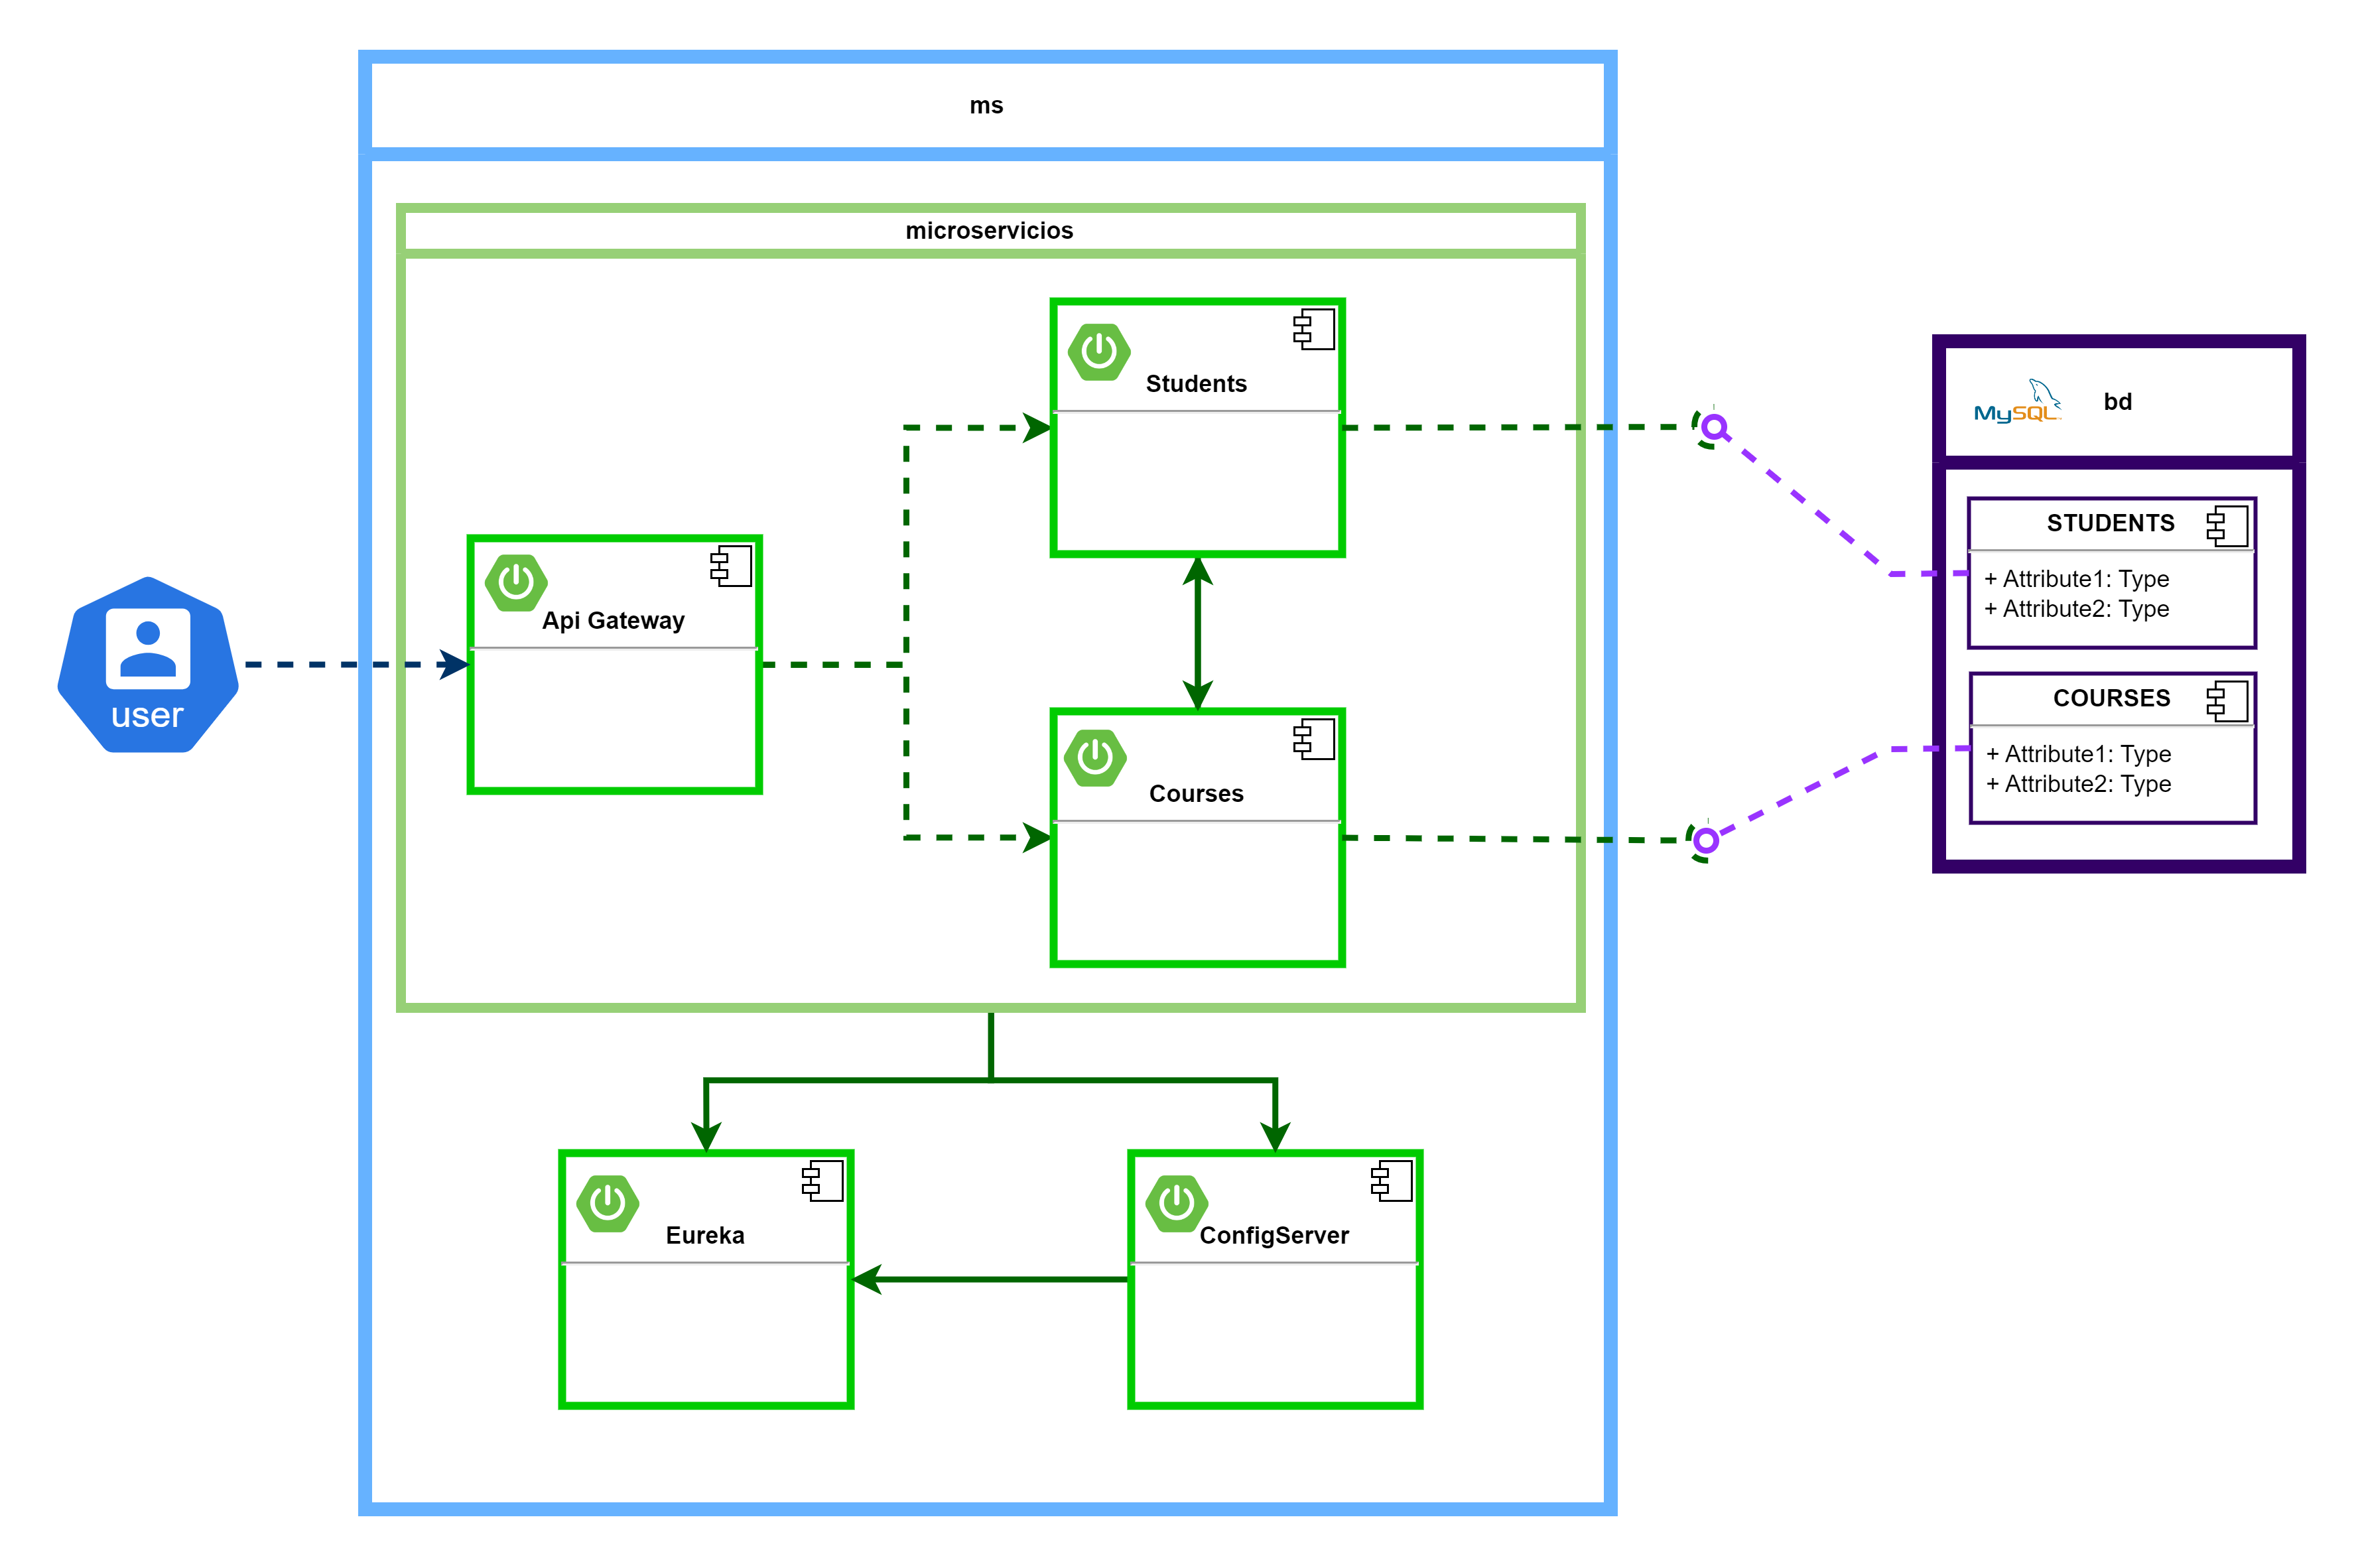 ms
microservicios
Students
MySQL
bd
STUDENTS
+ Attribute1: Type
+ Attribute2: Type
Api Gateway
user
COURSES
+ Attribute1: Type
+ Attribute2: Type
Courses
Eureka
ConfigServer